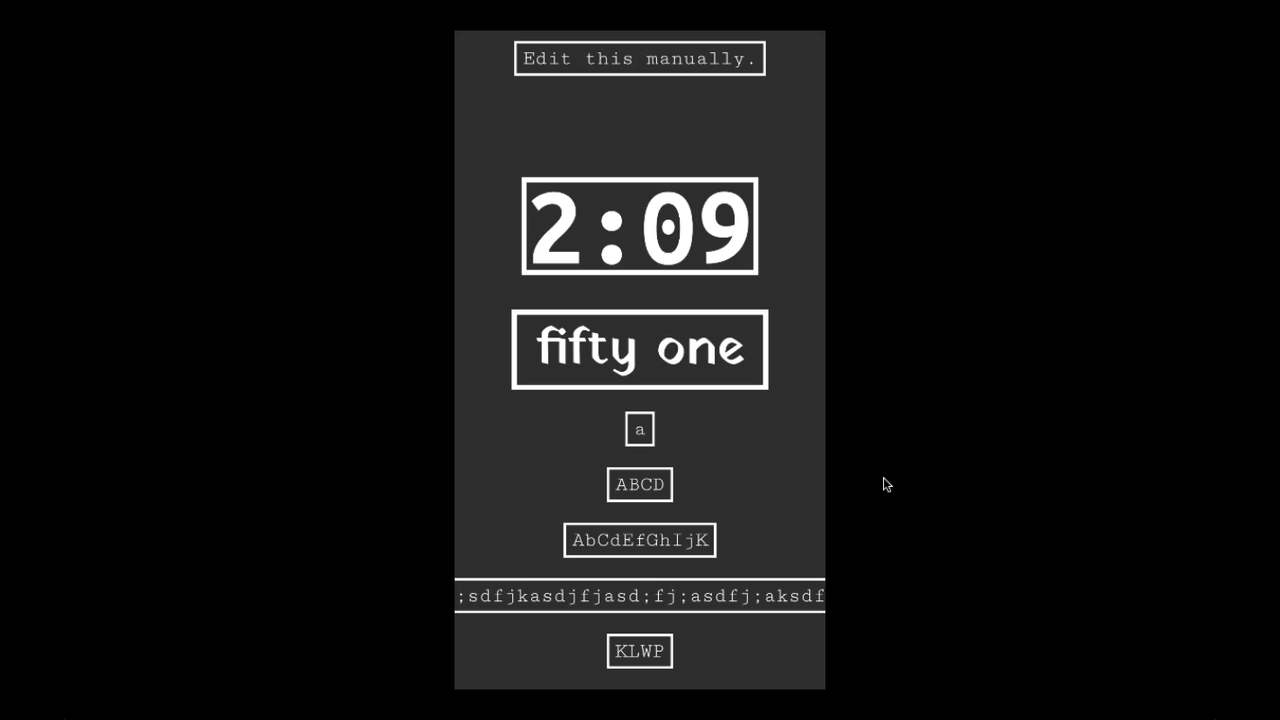 Edit this manually.
2:09
fifty one
a
ABCD
AbCdEfGhIjK
;sdfjkasdjfjasd;fj;asdfj;aksdf
KLWP